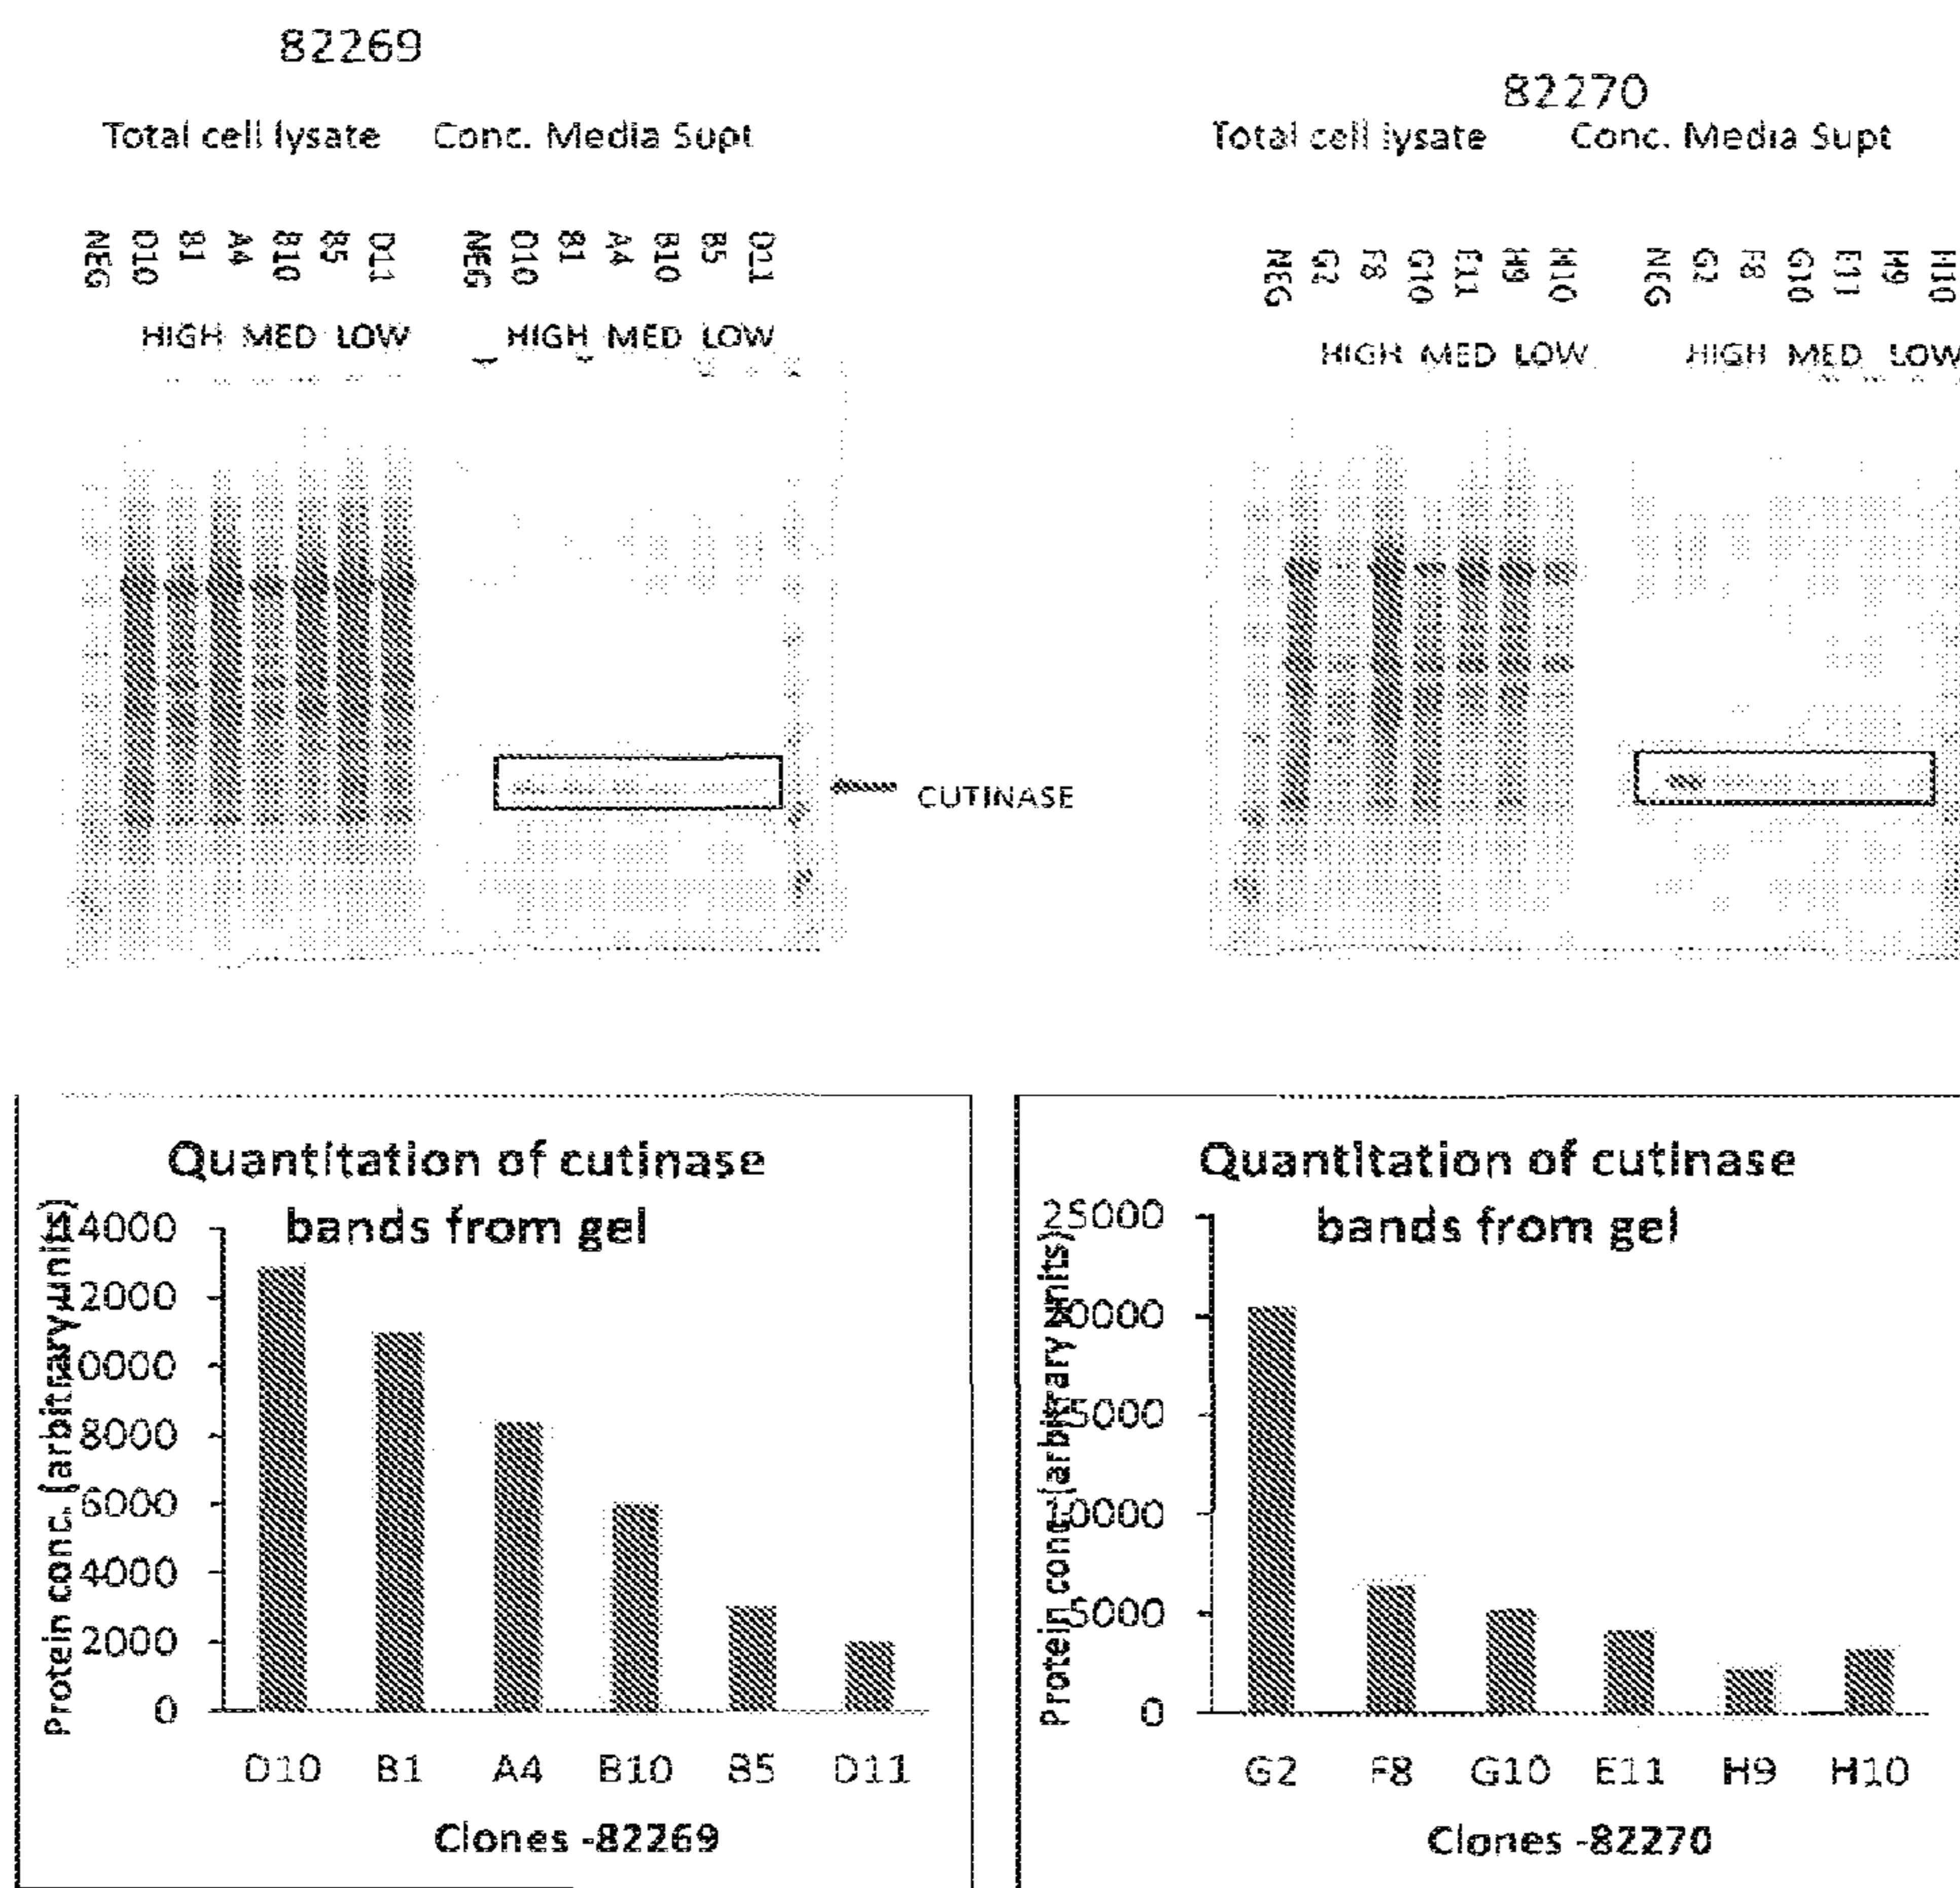 82269
Total cell lysate Conc. Media Supt
NEG D10 B1 A4 B10 B5 D11 NEG D10 B1 A4 B10 B5 D11
HIGH MED LOW HIGH MED LOW
CUTINASE
82270
Total cell lysate Conc. Media Supt
NEG G2 F8 G10 E11 H9 H10 NEG G2 F8 G10 E11 H9 H10
HIGH MED LOW HIGH MED LOW
Quantitation of cutinase
bands from gel
Protein conc. (arbitrary units)
14000
12000
10000
8000
6000
4000
2000
0
D10 B1 A4 B10 B5 D11
Clones -82269
Quantitation of cutinase
bands from gel
Protein conc. (arbitrary units)
25000
20000
15000
10000
5000
0
G2 F8 G10 E11 H9 H10
Clones -82270